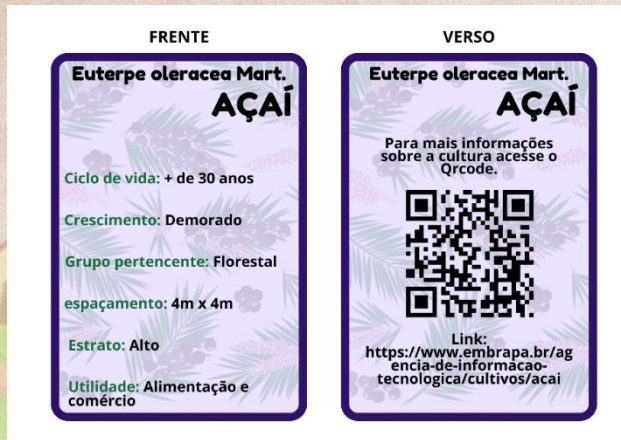 FRENTE
Euterpe oleracea Mart.
AÇAÍ
Ciclo de vida: + de 30 anos
Crescimento: Demorado
Grupo pertencente: Florestal
espaçamento: 4m x 4m
Estrato: Alto
Utilidade: Alimentação e
comércio
VERSO
Euterpe oleracea Mart.
AÇAÍ
Para mais informações
sobre a cultura acesse o
Qrcode.
Link:
https://www.embrapa.br/ag
encia-de-informacao-
tecnologica/cultivos/acai